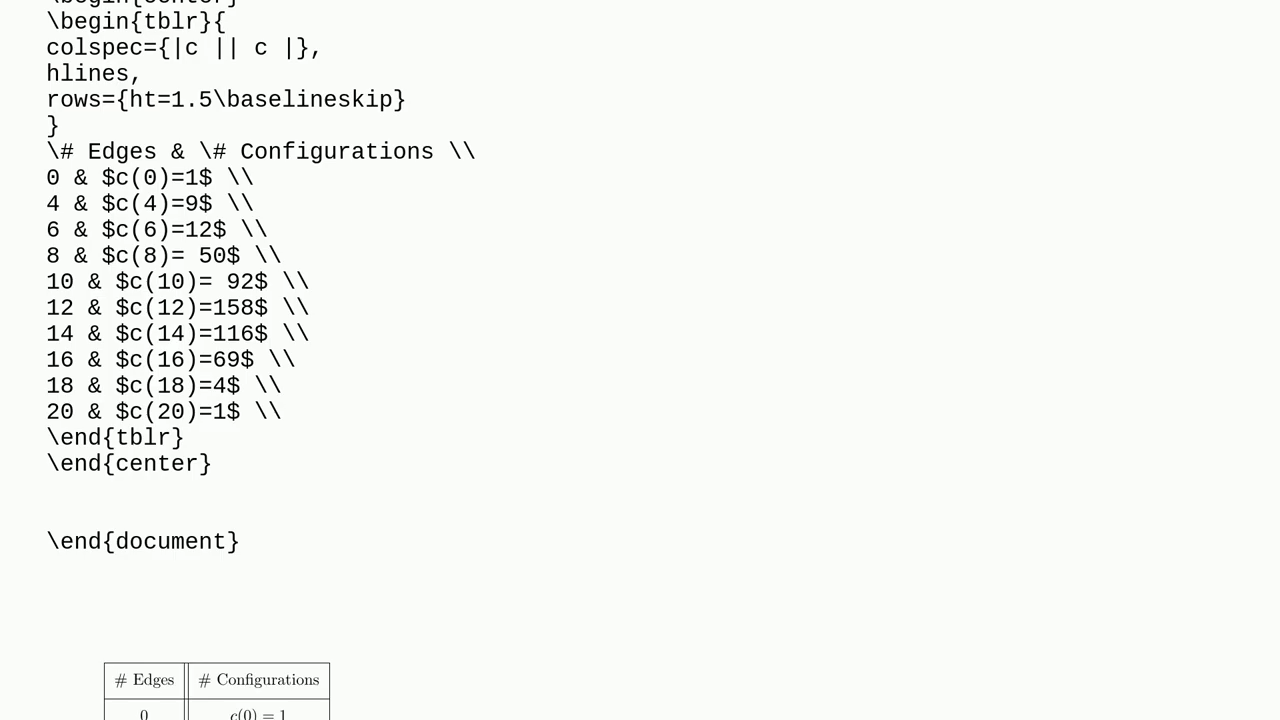 \begin{center}
\begin{tblr}{
colspec={|c || c |},
hlines,
rows={ht=1.5\baselineskip}
}
\# Edges & \# Configurations \\
0 & $c(0)=1$ \\
4 & $c(4)=9$ \\
6 & $c(6)=12$ \\
8 & $c(8)= 50$ \\
10 & $c(10)= 92$ \\
12 & $c(12)=158$ \\
14 & $c(14)=116$ \\
16 & $c(16)=69$ \\
18 & $c(18)=4$ \\
20 & $c(20)=1$ \\
\end{tblr}
\end{center}
\end{document}
# Edges # Configurations
0 c(0) = 1